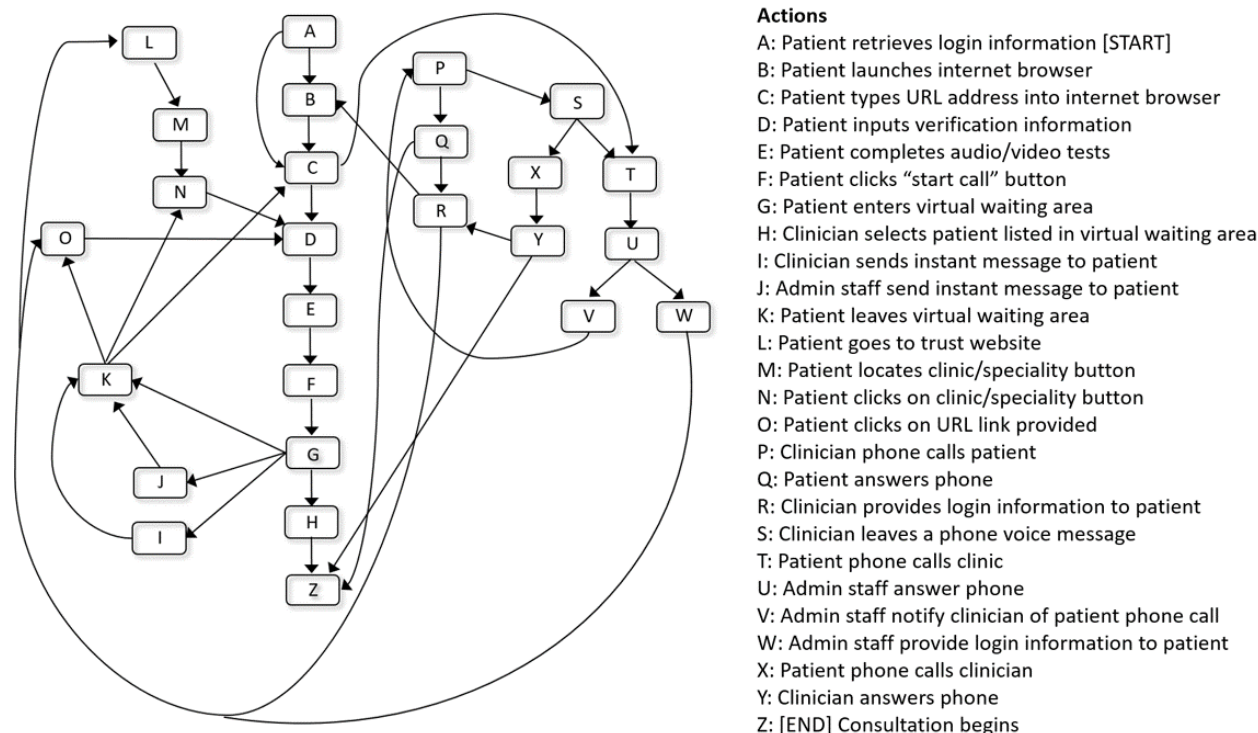 L
A
P
S
B
M
Q
C
X
T
N
R
O
D
Y
U
E
V
W
K
F
G
J
H
I
Z
Actions
A: Patient retrieves login information [START]
B: Patient launches internet browser
C: Patient types URL address into internet browser
D: Patient inputs verification information
E: Patient completes audio/video tests
F: Patient clicks “start call” button
G: Patient enters virtual waiting area
H: Clinician selects patient listed in virtual waiting area
I: Clinician sends instant message to patient
J: Admin staff send instant message to patient
K: Patient leaves virtual waiting area
L: Patient goes to trust website
M: Patient locates clinic/speciality button
N: Patient clicks on clinic/speciality button
O: Patient clicks on URL link provided
P: Clinician phone calls patient
Q: Patient answers phone
R: Clinician provides login information to patient
S: Clinician leaves a phone voice message
T: Patient phone calls clinic
U: Admin staff answer phone
V: Admin staff notify clinician of patient phone call
W: Admin staff provide login information to patient
X: Patient phone calls clinician
Y: Clinician answers phone
Z: [END] Consultation begins